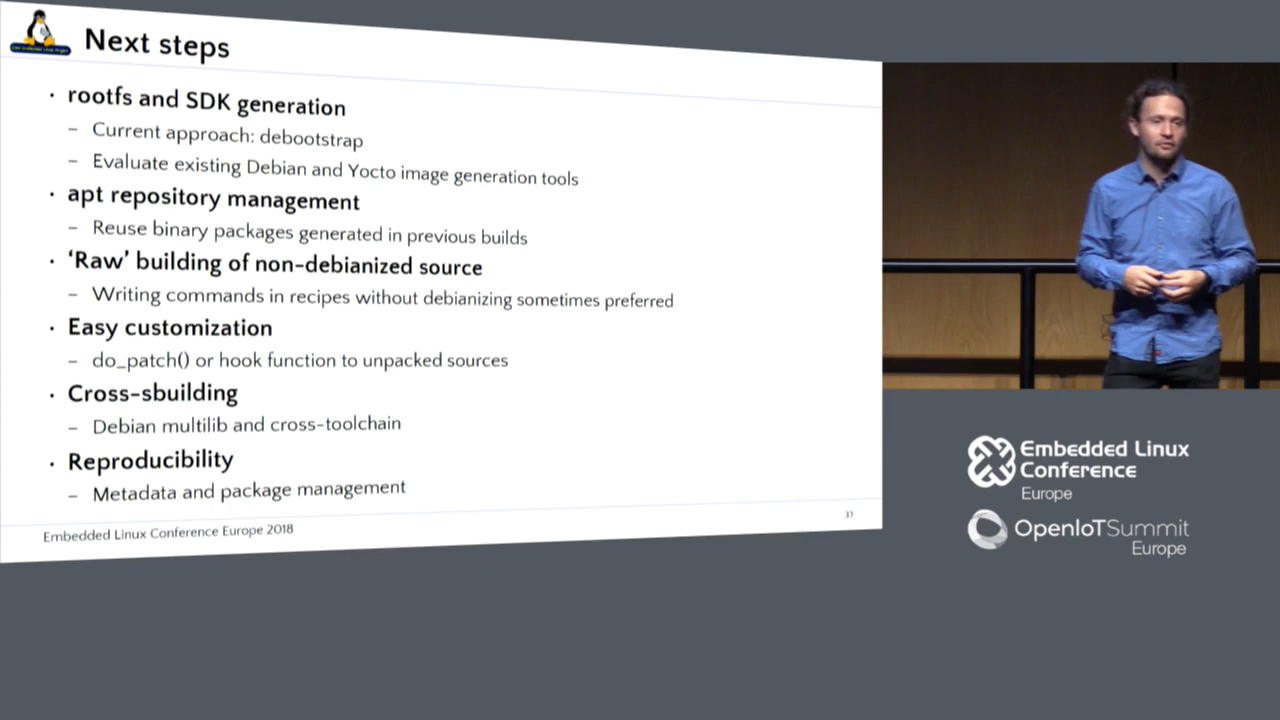 Next steps
· rootfs and SDK generation
– Current approach: debootstrap
– Evaluate existing Debian and Yocto image generation tools
· apt repository management
– Reuse binary packages generated in previous builds
· ‘Raw’ building of non-debianized source
– Writing commands in recipes without debianizing sometimes preferred
· Easy customization
– do_patch() or hook function to unpacked sources
· Cross-sbuilding
– Debian multilib and cross-toolchain
· Reproducibility
– Metadata and package management
Embedded Linux Conference Europe 2018
33
Embedded Linux
Conference
Europe
OpenIoTSummit
Europe